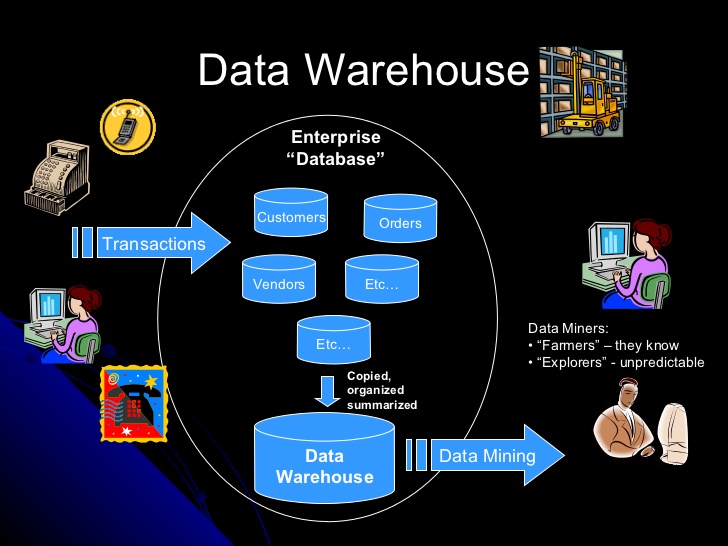 Data Warehouse
Enterprise
“Database”
Customers
Orders
Transactions
Vendors
Etc…
Etc…
Copied,
organized
summarized
Data
Warehouse
Data Mining
Data Miners:
• “Farmers” – they know
• “Explorers” - unpredictable